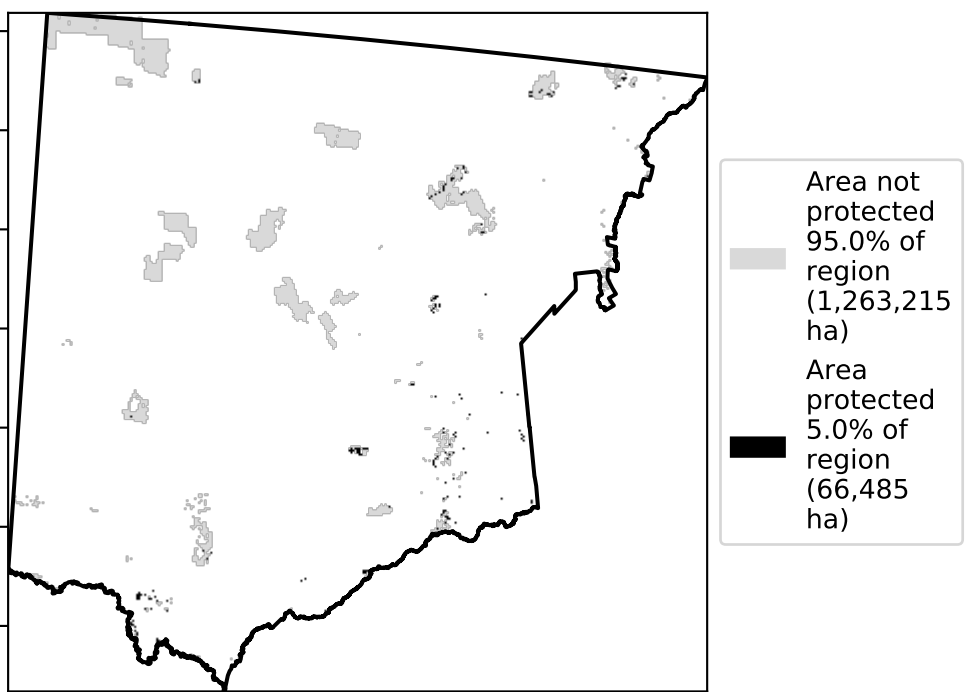 Area not
protected
95.0% of
region
(1,263,215
ha)
Area
protected
5.0% of
region
(66,485
ha)